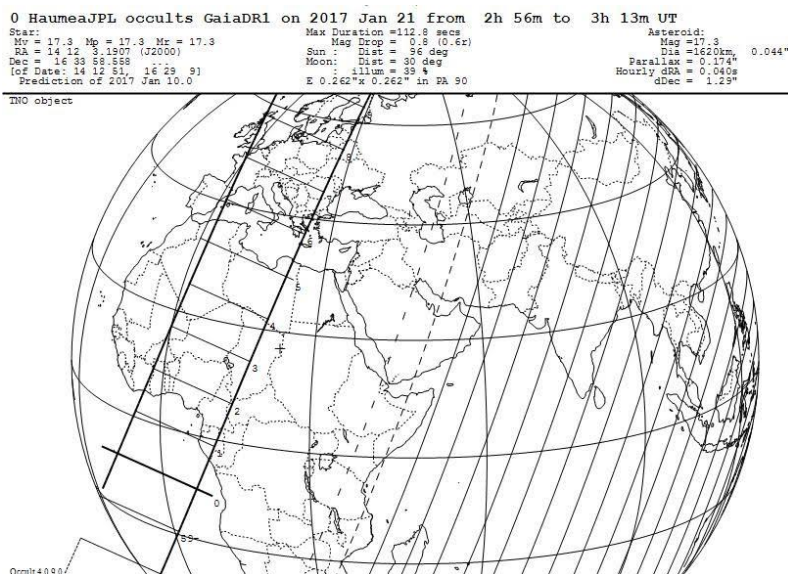 0 HaumeaJPL occults GaiaDR1 on 2017 Jan 21 from 2h 56m to 3h 13m UT
Star:
Mv = 17.3 Mp = 17.3 Mr = 17.3
RA = 14 12 3.1907 (J2000)
Dec = 16 33 58.558 ...
[of Date: 14 12 51, 16 29 9]
Prediction of 2017 Jan 10.0
Max Duration =112.8 secs
Mag Drop = 0.8 (0.6r)
Sun : Dist = 96 deg
Moon: Dist = 30 deg
: illum = 39 %
E 0.262"x 0.262" in PA 90
Asteroid:
Mag =17.3
Dia =1620km, 0.044"
Parallax = 0.174"
Hourly dRA = 0.040s
dDec = 1.29"
TNO object
5
4
3
2
1
0
59
Occult 4.0.9.0